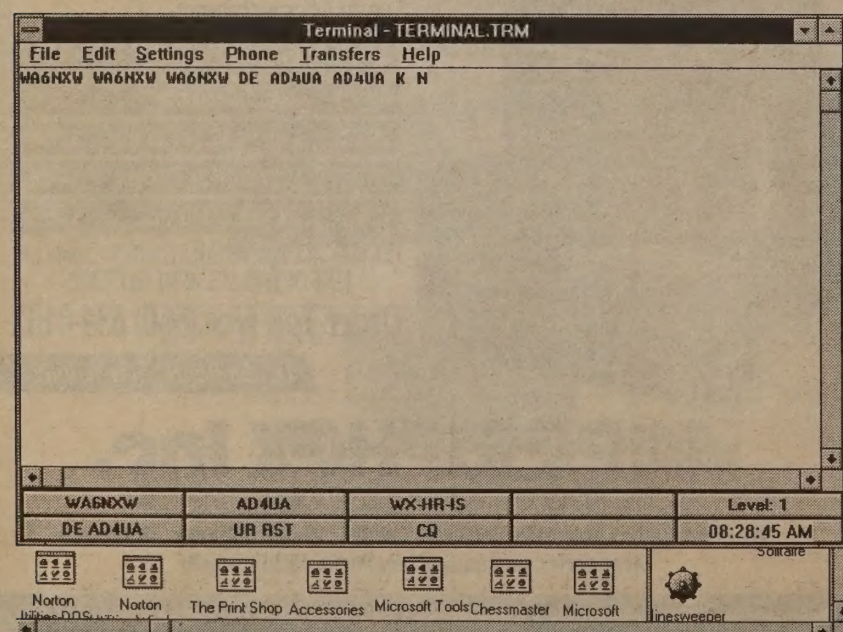 Terminal - TERMINAL.TRM
File Edit Settings Phone Transfers Help
WA6NXW WA6NXW WA6NXW DE AD4UA AD4UA K N
WA6NXW AD4UA WX-HR-IS Level: 1
DE AD4UA UR RST CQ 08:28:45 AM
Solitaire
Norton Norton The Print Shop Accessories Microsoft Tools Chessmaster Microsoft inesweeper